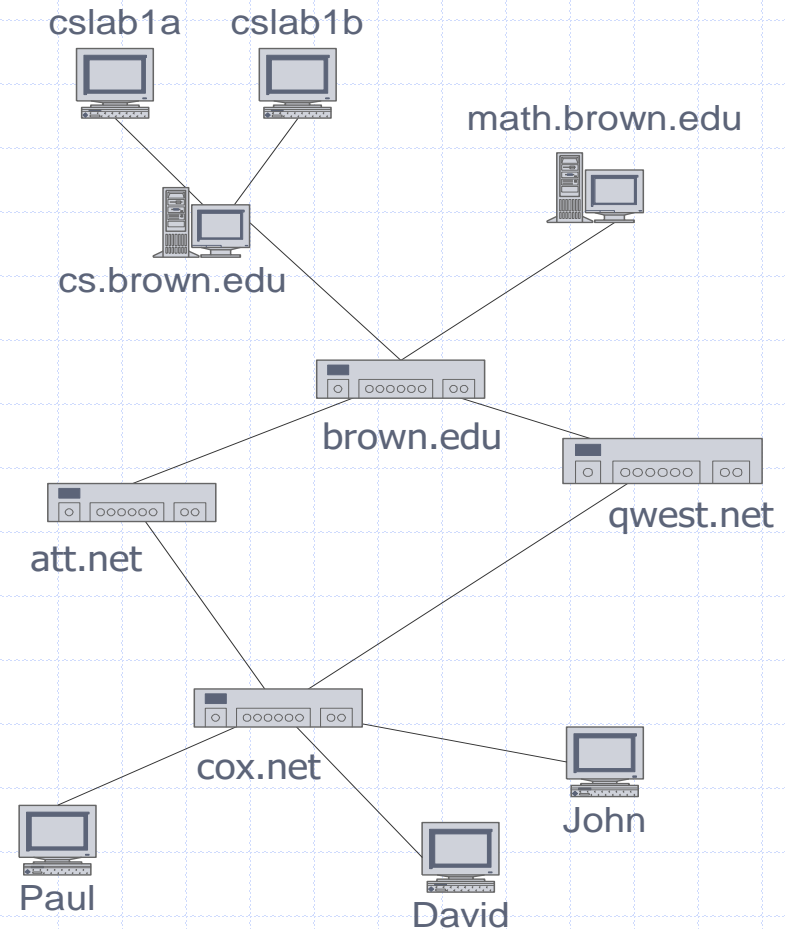 cslab1a
cslab1b
math.brown.edu
cs.brown.edu
brown.edu
qwest.net
att.net
cox.net
John
Paul
David